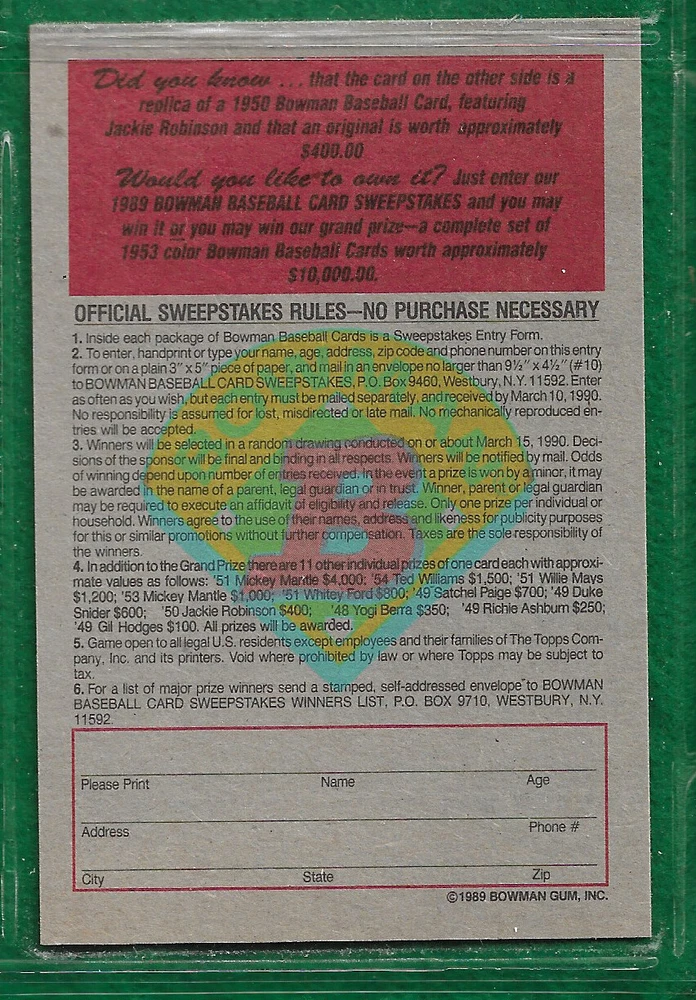 Did you know ... that the card on the other side is a
replica of a 1950 Bowman Baseball Card, featuring
Jackie Robinson and that an original is worth approximately
$400.00
Would you like to own it? Just enter our
1989 BOWMAN BASEBALL CARD SWEEPSTAKES and you may
win it or you may win our grand prize—a complete set of
1953 color Bowman Baseball Cards worth approximately
$10,000.00.
OFFICIAL SWEEPSTAKES RULES—NO PURCHASE NECESSARY
1. Inside each package of Bowman Baseball Cards is a Sweepstakes Entry Form.
2. To enter, handprint or type your name, age, address, zip code and phone number on this entry
form or on a plain 3" x 5" piece of paper, and mail in an envelope no larger than 9½" x 4½" (#10)
to BOWMAN BASEBALL CARD SWEEPSTAKES, P.O. Box 9460, Westbury, N.Y. 11592. Enter
as often as you wish, but each entry must be mailed separately, and received by March 10, 1990.
No responsibility is assumed for lost, misdirected or late mail. No mechanically reproduced en-
tries will be accepted.
3. Winners will be selected in a random drawing conducted on or about March 15, 1990. Deci-
sions of the sponsor will be final and binding in all respects. Winners will be notified by mail. Odds
of winning depend upon number of entries received. In the event a prize is won by a minor, it may
be awarded in the name of a parent, legal guardian or in trust. Winner, parent or legal guardian
may be required to execute an affidavit of eligibility and release. Only one prize per individual or
household. Winners agree to the use of their names, address and likeness for publicity purposes
for this or similar promotions without further compensation. Taxes are the sole responsibility of
the winners.
4. In addition to the Grand Prize there are 11 other individual prizes of one card each with approxi-
mate values as follows: '51 Mickey Mantle $4,000; '54 Ted Williams $1,500; '51 Willie Mays
$1,200; '53 Mickey Mantle $1,000; '51 Whitey Ford $800; '49 Satchel Paige $700; '49 Duke
Snider $600; '50 Jackie Robinson $400; '48 Yogi Berra $350; '49 Richie Ashburn $250;
'49 Gil Hodges $100. All prizes will be awarded.
5. Game open to all legal U.S. residents except employees and their families of The Topps Com-
pany, Inc. and its printers. Void where prohibited by law or where Topps may be subject to
tax.
6. For a list of major prize winners send a stamped, self-addressed envelope to BOWMAN
BASEBALL CARD SWEEPSTAKES WINNERS LIST, P.O. BOX 9710, WESTBURY, N.Y.
11592.
Please Print Name Age
Address Phone #
City State Zip
©1989 BOWMAN GUM, INC.